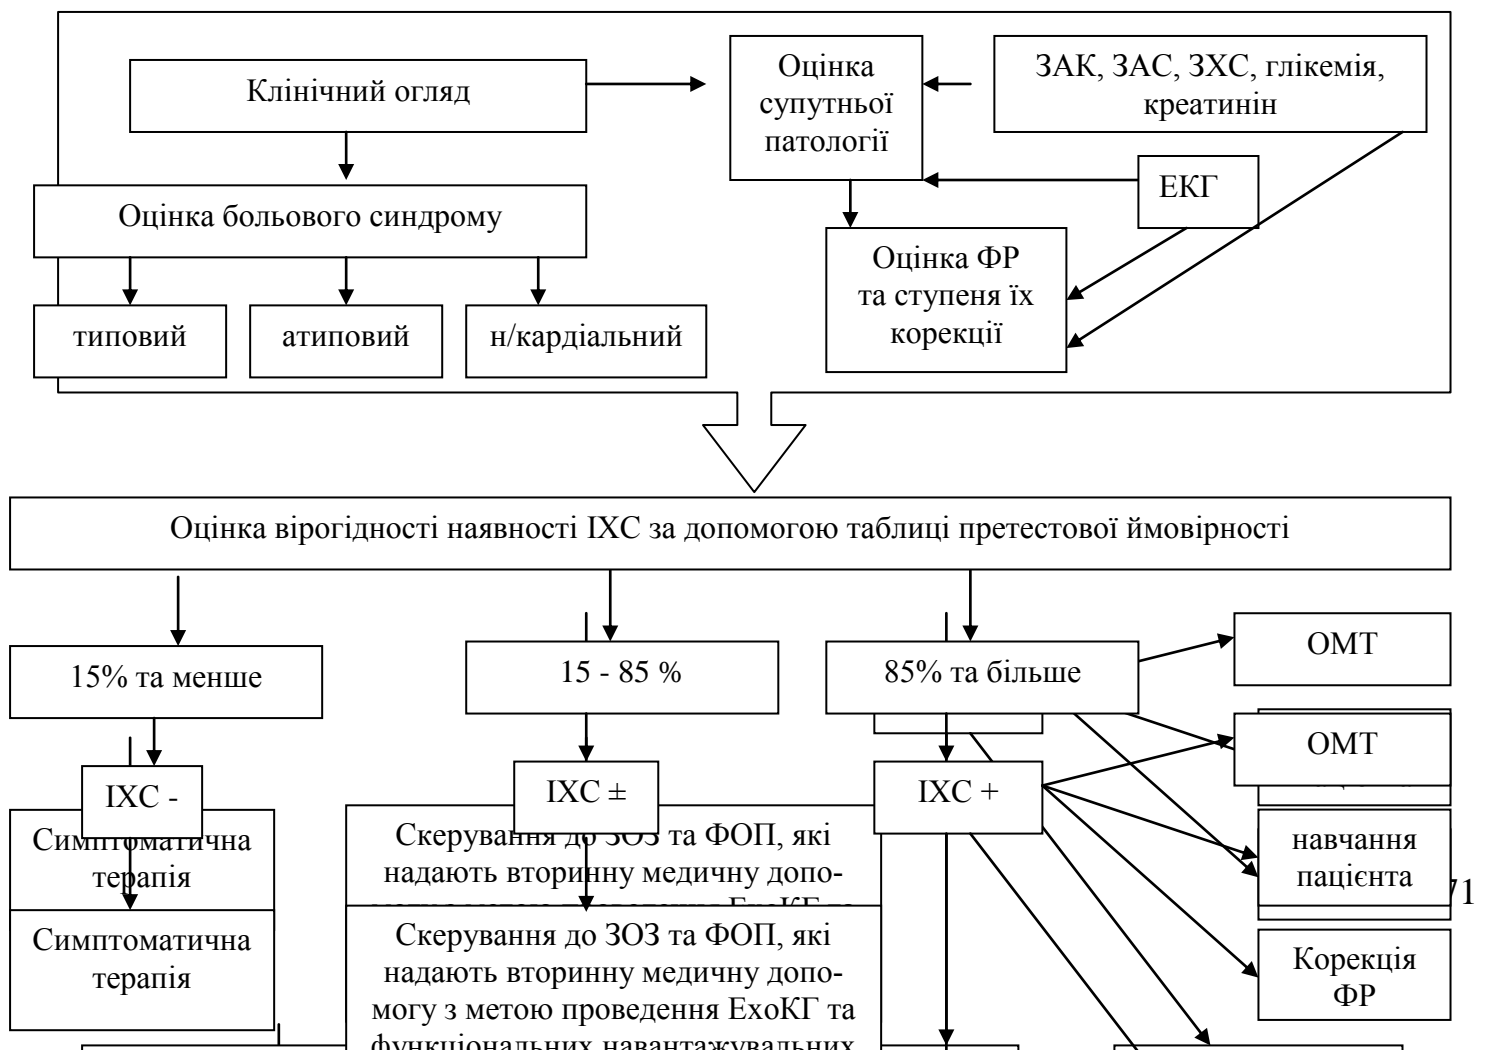 Клінічний огляд
Оцінка
супутньої
патології
ЗАК, ЗАС, ЗХС, глікемія,
креатинін
ЕКГ
Оцінка больового синдрому
Оцінка ФР
та ступеня їх
корекції
типовий
атиповий
н/кардіальний
Оцінка вірогідності наявності ІХС за допомогою таблиці претестової ймовірності
15% та менше
15 - 85 %
85% та більше
ОМТ
ОМТ
ІХС -
ІХС ±
ІХС +
Симптоматична
терапія
Скерування до ЗОЗ та ФОП, які
надають вторинну медичну допо-
навчання
пацієнта
71
Симптоматична
терапія
Скерування до ЗОЗ та ФОП, які
надають вторинну медичну допо-
могу з метою проведення ЕхоКГ та
функціональних навантажувальних
Корекція
ФР